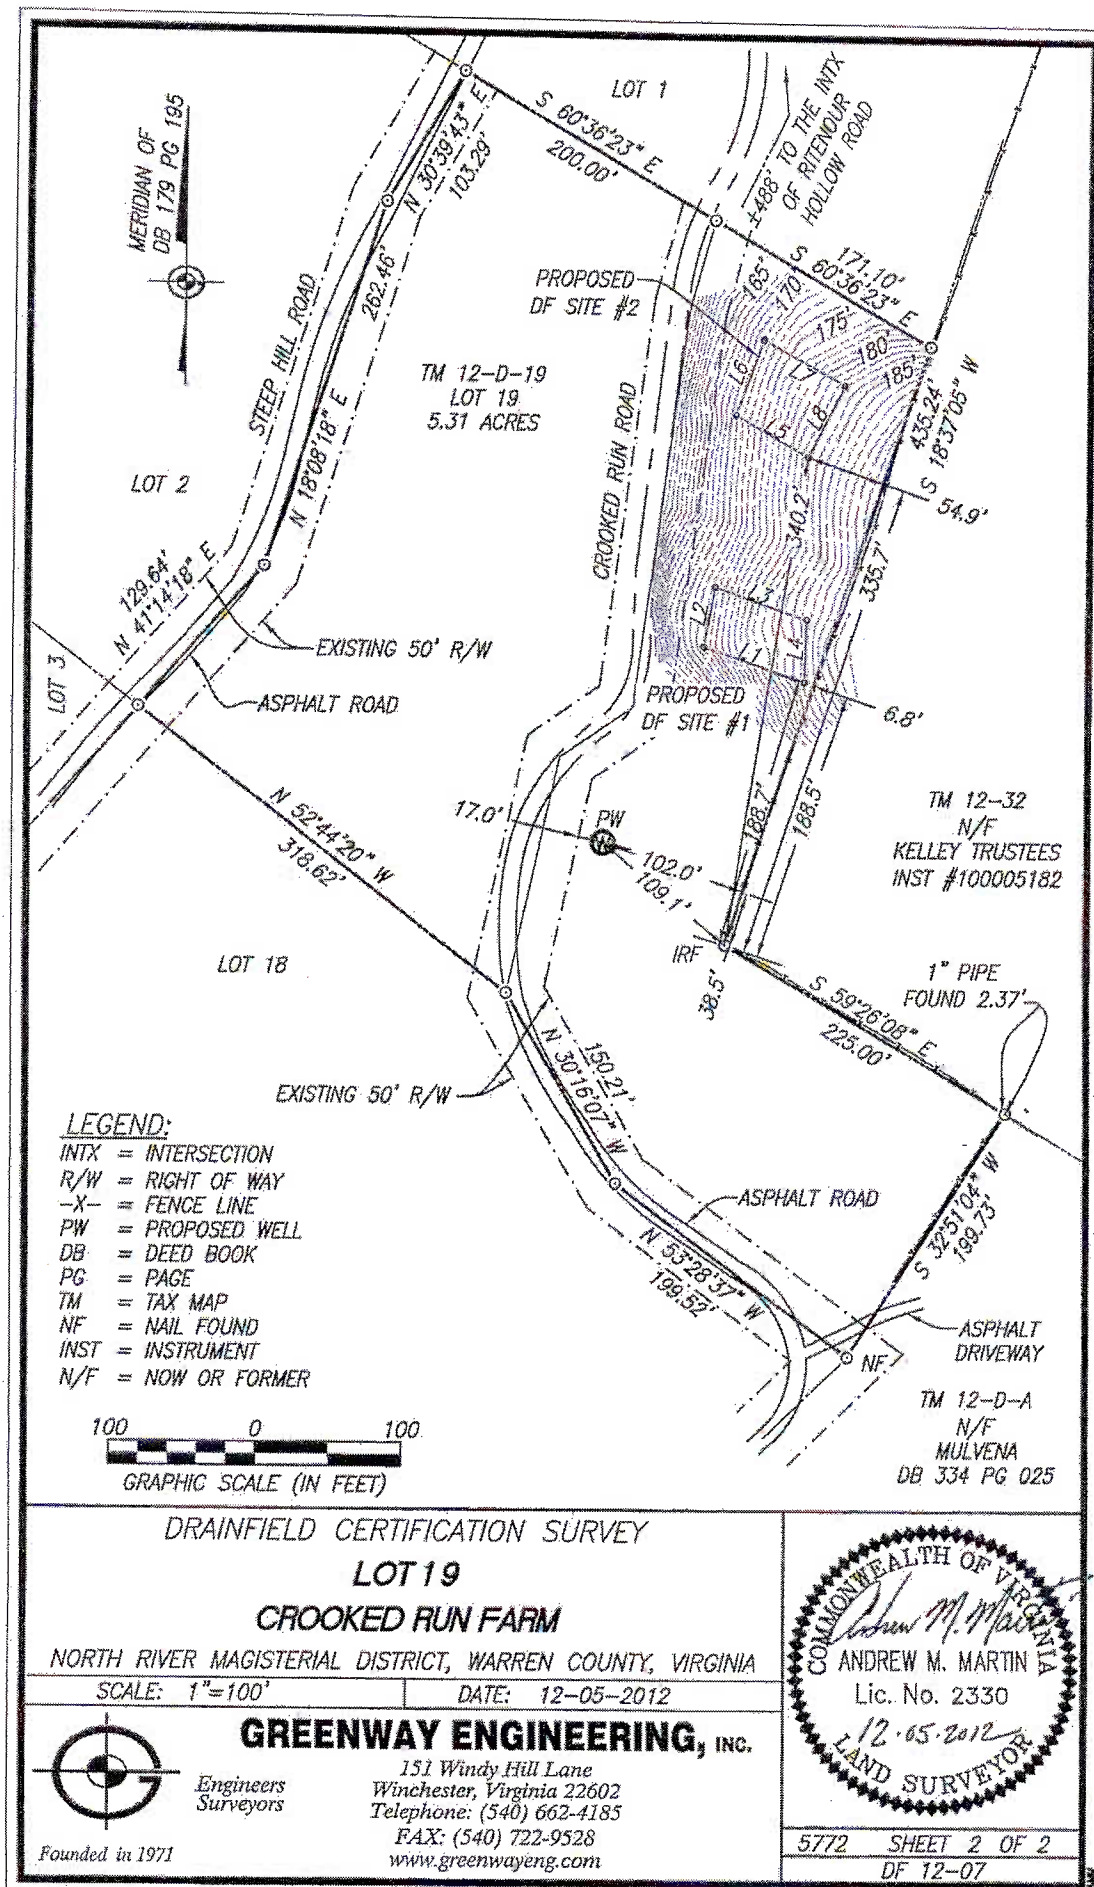 MERIDIAN OF
DB 179 PG 195
LOT 1
S 60°36'23" E
200.00'
N 30°39'43" E
103.29'
±488' TO THE INTX
OF RITENOUR
HOLLOW ROAD
S 60°36'23" E
171.10'
165'
170'
175'
180'
185'
PROPOSED
DF SITE #2
STEEP HILL ROAD
262.46'
N 18°08'18" E
TM 12-D-19
LOT 19
5.31 ACRES
CROOKED RUN ROAD
L6
L7
L8
L5
435.24'
S 18°37'05" W
54.9'
340.2'
335.7'
LOT 2
129.64'
N 41°14'18" E
EXISTING 50' R/W
ASPHALT ROAD
LOT 3
L2
L3
L4
L1
PROPOSED
DF SITE #1
6.8'
N 52°44'20" W
318.62'
17.0'
PW
102.0'
109.1'
188.7'
188.5'
TM 12-32
N/F
KELLEY TRUSTEES
INST #100005182
IRF
38.5'
1" PIPE
FOUND 2.37'
S 59°26'08" E
225.00'
LOT 18
EXISTING 50' R/W
150.21'
N 30°16'07" W
ASPHALT ROAD
N 53°28'37" W
199.52'
S 32°51'04" W
199.73'
NF
ASPHALT
DRIVEWAY
TM 12-D-A
N/F
MULVENA
DB 334 PG 025
LEGEND:
INTX = INTERSECTION
R/W = RIGHT OF WAY
-X- = FENCE LINE
PW = PROPOSED WELL
DB = DEED BOOK
PG = PAGE
TM = TAX MAP
NF = NAIL FOUND
INST = INSTRUMENT
N/F = NOW OR FORMER
100 0 100
GRAPHIC SCALE (IN FEET)
DRAINFIELD CERTIFICATION SURVEY
LOT 19
CROOKED RUN FARM
NORTH RIVER MAGISTERIAL DISTRICT, WARREN COUNTY, VIRGINIA
SCALE: 1"=100' DATE: 12-05-2012
GREENWAY ENGINEERING, INC.
Engineers
Surveyors
Founded in 1971
151 Windy Hill Lane
Winchester, Virginia 22602
Telephone: (540) 662-4185
FAX: (540) 722-9528
www.greenwayeng.com
COMMONWEALTH OF VIRGINIA
Andrew M. Martin
ANDREW M. MARTIN
Lic. No. 2330
12·05·2012
LAND SURVEYOR
5772 SHEET 2 OF 2
DF 12-07